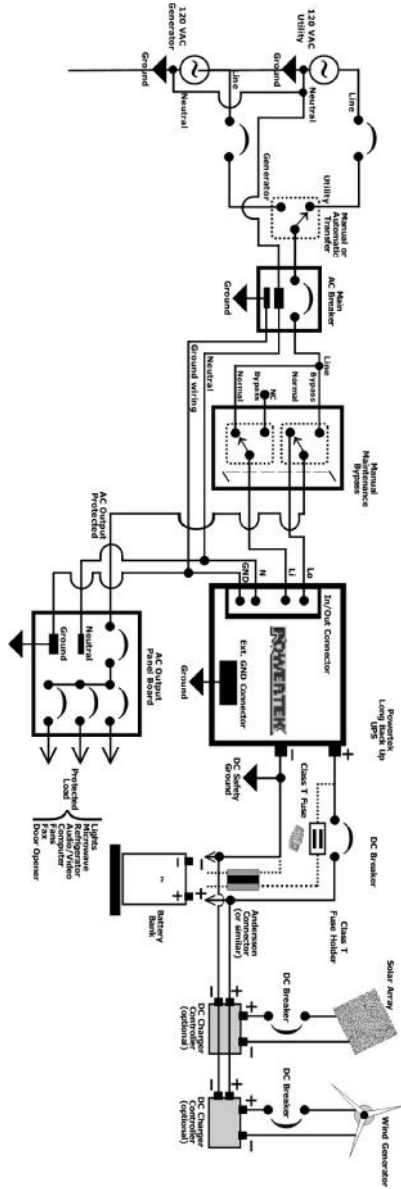 120 VAC
Generator
Ground
Neutral
Line
120 VAC
Utility
Ground
Neutral
Line
Generator
Utility
Manual or
Automatic
Transfer
Main
AC Breaker
Ground
Line
Neutral
Ground wiring
Bypass
Normal
NC
Bypass
Normal
Manual
Maintenance
Bypass
AC Output
Protected
Lo
Li
N
GND
In/Out Connector
POWERTEK
Ext. GND Connector
Ground
Powertek
Long Back Up
UPS
AC Output
Panel Board
Neutral
Ground
Protected
Load
Lights
Microwave
Refrigerator
Audio/Video
Computer
Fans
Fax
Door Opener
+
−
DC Safety
Ground
Class T Fuse
DC Breaker
Class T
Fuse Holder
Andersson
Connector
(or similar)
−
+
−
+
Battery
Bank
Solar Array
DC Breaker
+
−
+
−
DC Charger
Controller
(optional)
Wind Generator
DC Breaker
+
−
+
−
DC Charger
Controller
(optional)